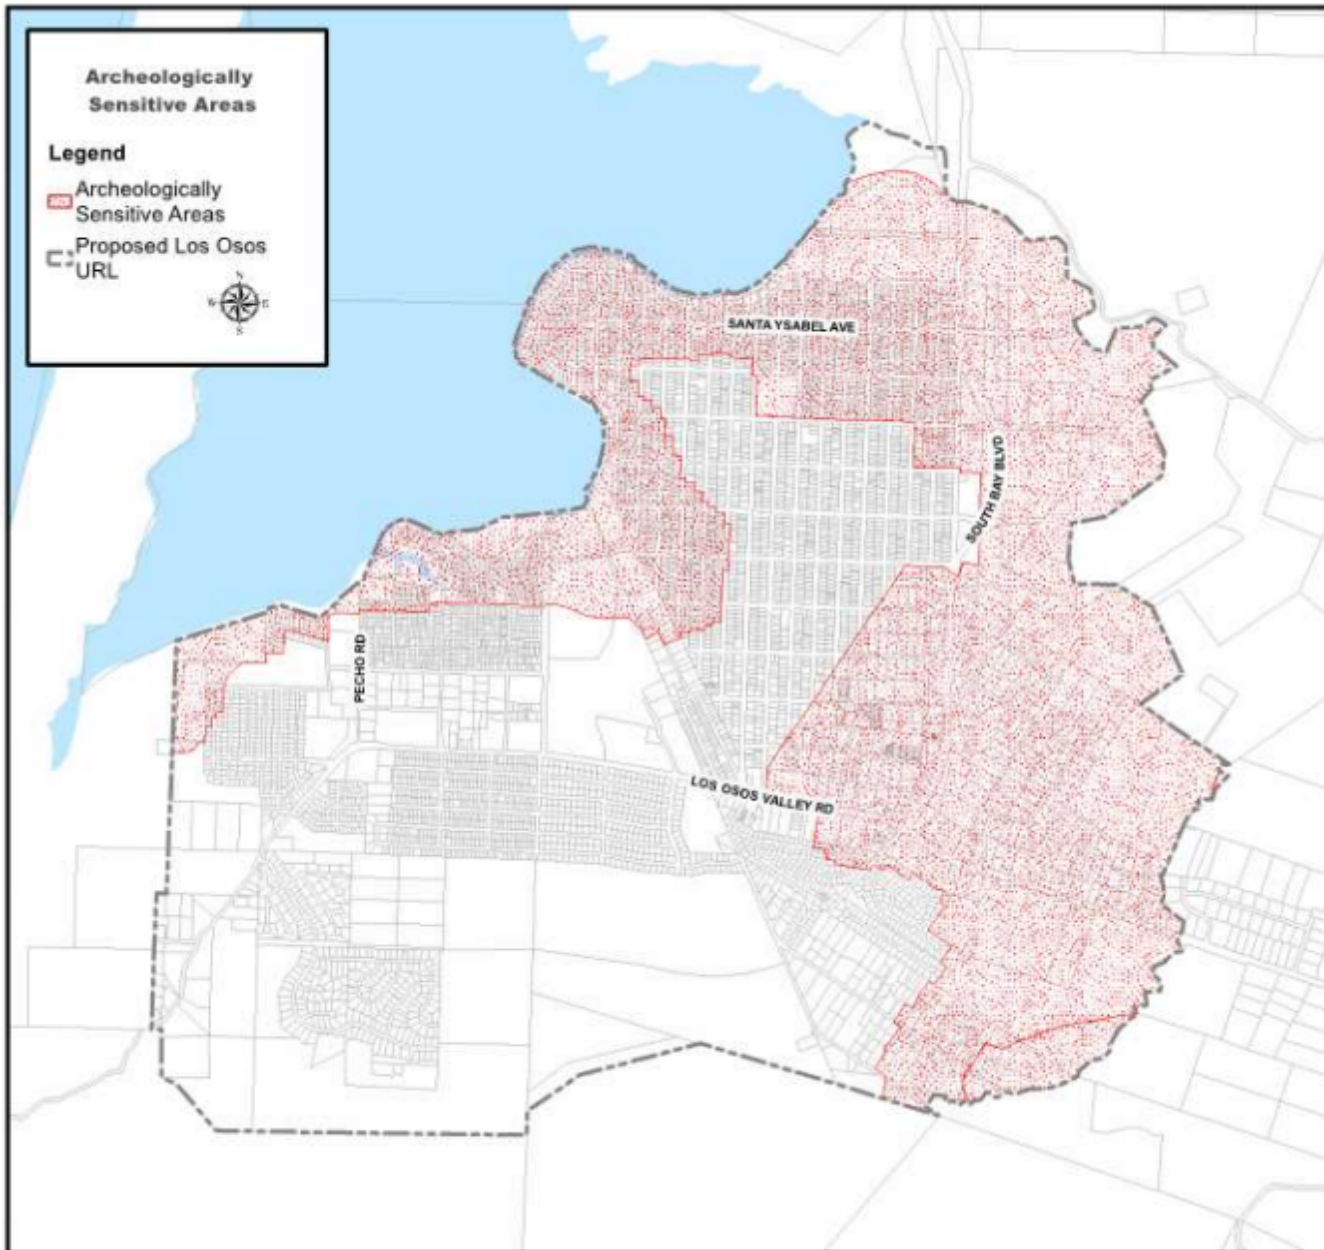 Archeologically
Sensitive Areas
Legend
Archeologically
Sensitive Areas
Proposed Los Osos
URL
N
W E
S
SANTA YSABEL AVE
SOUTH BAY BLVD
PECHO RD
LOS OSOS VALLEY RD